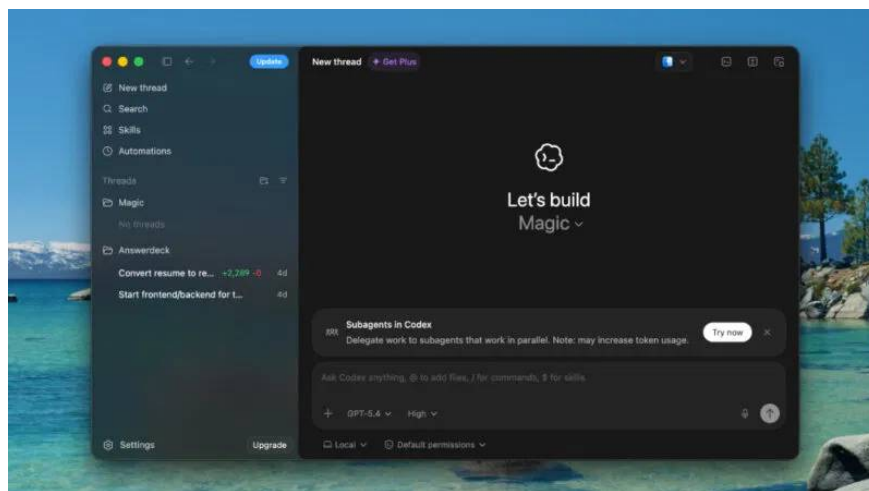 Update
New thread
Search
Skills
Automations
Threads
Magic
No threads
Answerdeck
Convert resume to re... +2,289 -0 4d
Start frontend/backend for t... 4d
Settings
Upgrade
New thread Get Plus
Let's build
Magic
Subagents in Codex
Delegate work to subagents that work in parallel. Note: may increase token usage.
Try now
Ask Codex anything, @ to add files, / for commands, $ for skills
GPT-5.4 High
Local Default permissions